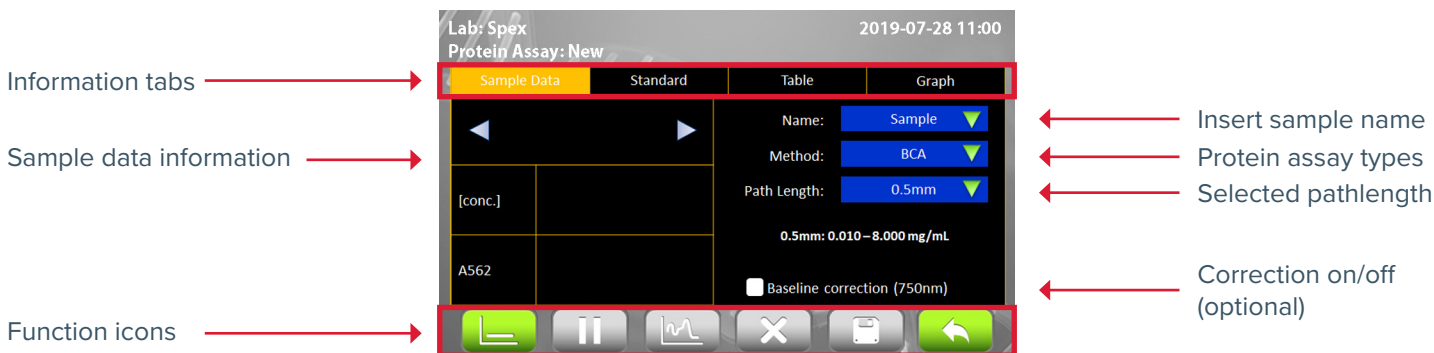 Lab: Spex
2019-07-28 11:00
Protein Assay: New
Information tabs
Sample Data
Standard
Table
Graph
Name:
Sample
Insert sample name
Sample data information
Method:
BCA
Protein assay types
Path Length:
0.5mm
Selected pathlength
[conc.]
0.5mm: 0.010–8.000 mg/mL
A562
Baseline correction (750nm)
Correction on/off
(optional)
Function icons